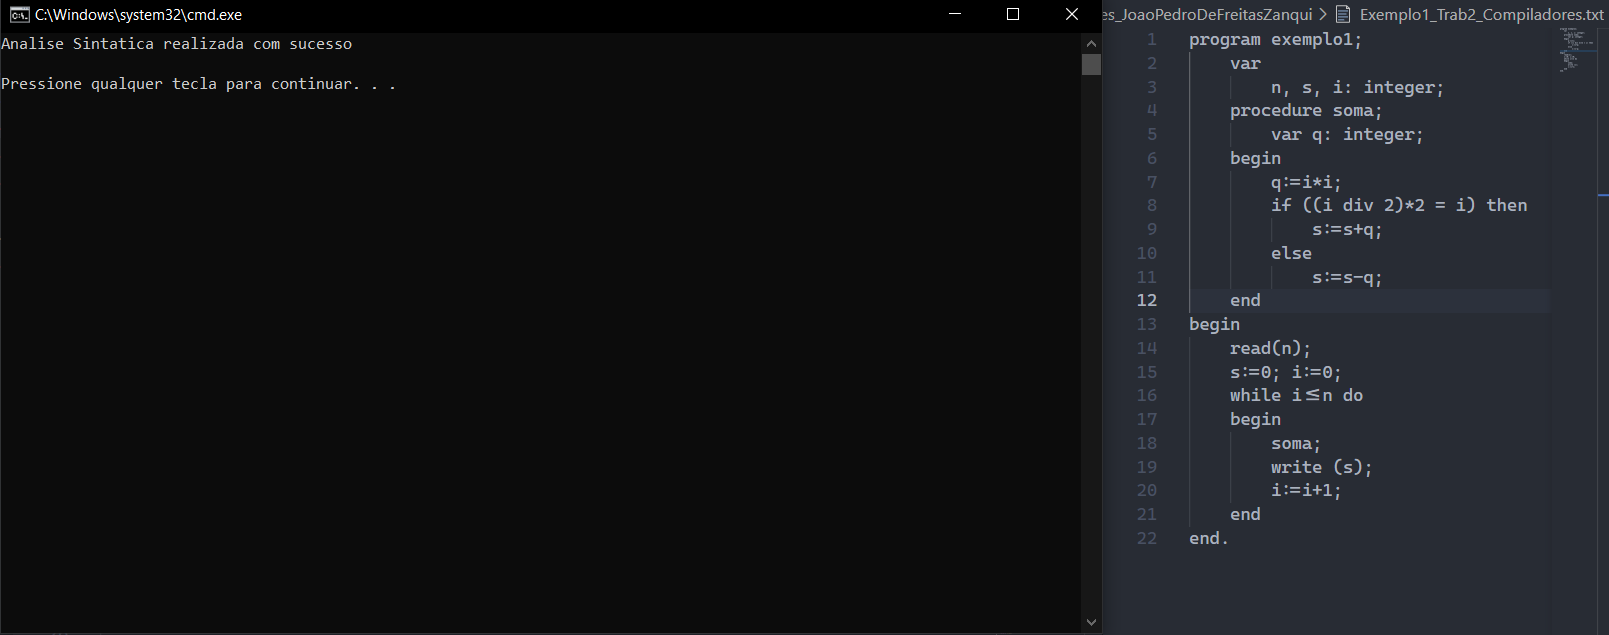 C:\Windows\system32\cmd.exe
Analise Sintatica realizada com sucesso
Pressione qualquer tecla para continuar. . .
es_JoaoPedroDeFreitasZanqui > Exemplo1_Trab2_Compiladores.txt
1 program exemplo1;
2 var
3 n, s, i: integer;
4 procedure soma;
5 var q: integer;
6 begin
7 q:=i*i;
8 if ((i div 2)*2 = i) then
9 s:=s+q;
10 else
11 s:=s-q;
12 end
13 begin
14 read(n);
15 s:=0; i:=0;
16 while i≤n do
17 begin
18 soma;
19 write (s);
20 i:=i+1;
21 end
22 end.